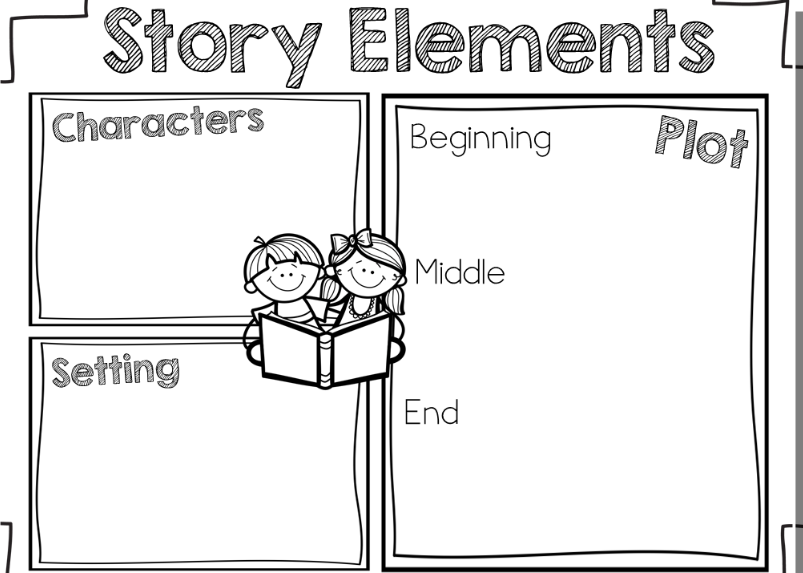 Story Elements
Characters
Setting
Plot
Beginning
Middle
End